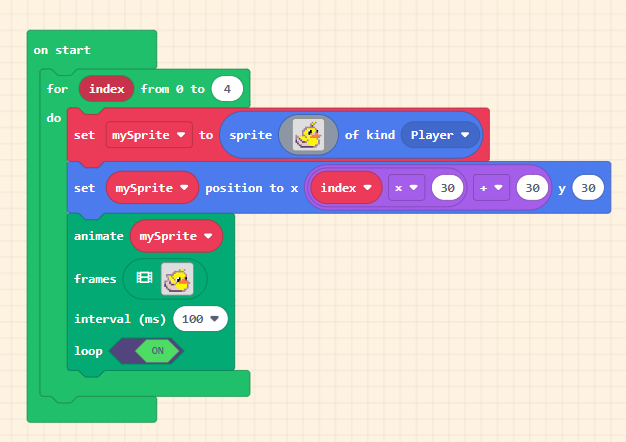 on start
for index from 0 to 4
do
set mySprite to sprite of kind Player
set mySprite position to x index x 30 + 30 y 30
animate mySprite
frames
interval (ms) 100
loop ON